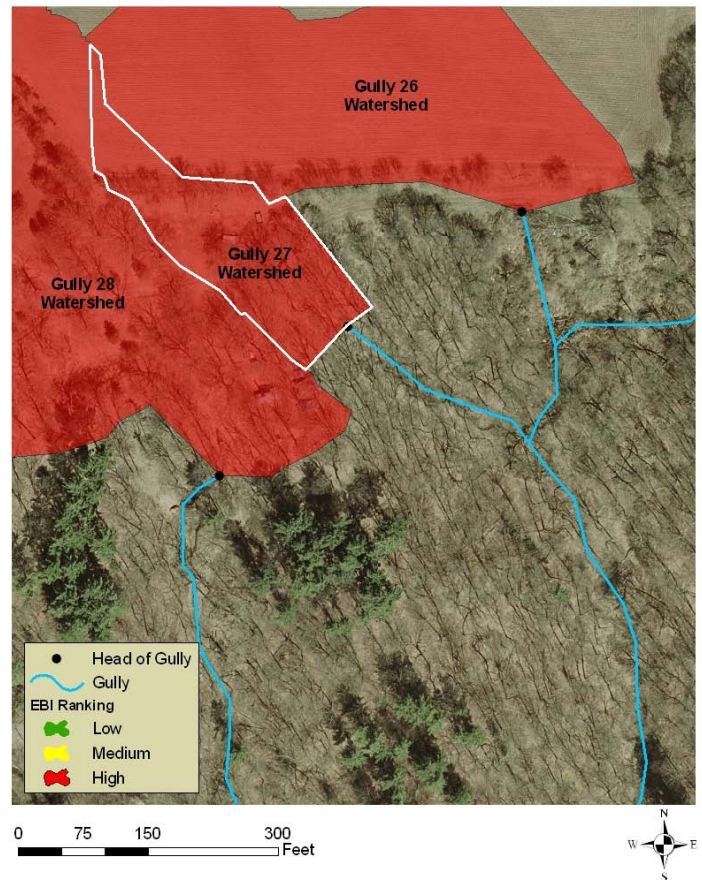 Gully 26
Watershed
Gully 27
Watershed
Gully 28
Watershed
Head of Gully
Gully
EBI Ranking
Low
Medium
High
0 75 150 300
Feet
N
W E
S